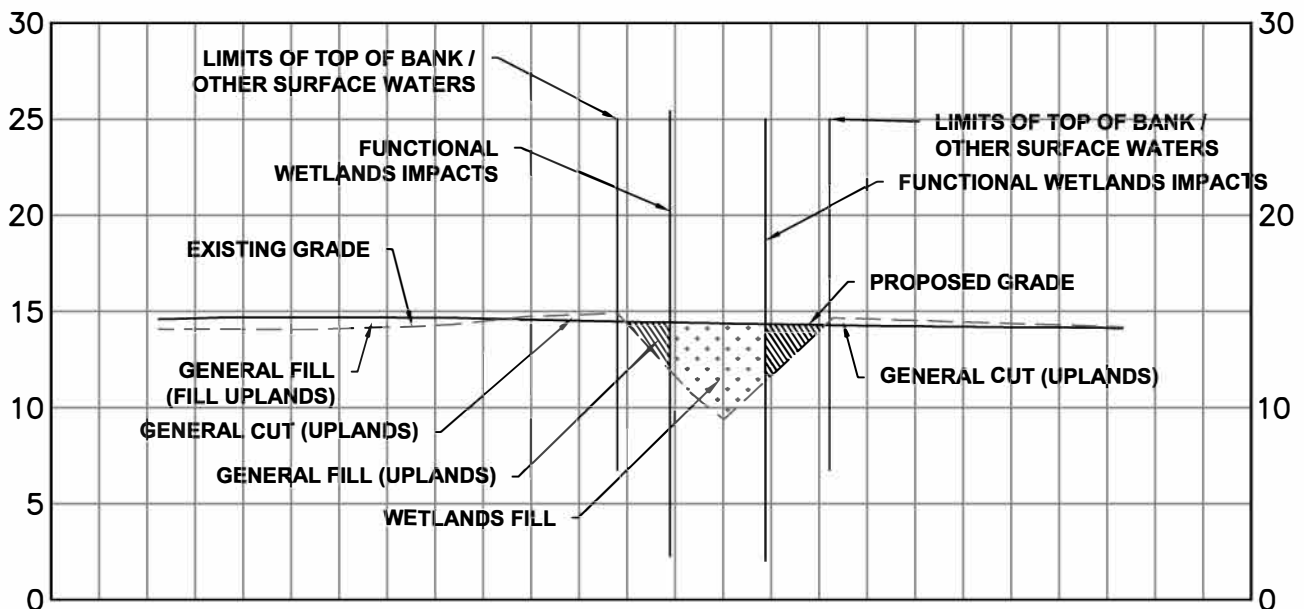 30
30
LIMITS OF TOP OF BANK /
OTHER SURFACE WATERS
25
LIMITS OF TOP OF BANK /
OTHER SURFACE WATERS
FUNCTIONAL
WETLANDS IMPACTS
FUNCTIONAL WETLANDS IMPACTS
20
20
EXISTING GRADE
PROPOSED GRADE
15
15
GENERAL FILL
(FILL UPLANDS)
GENERAL CUT (UPLANDS)
10
10
GENERAL CUT (UPLANDS)
GENERAL FILL (UPLANDS)
WETLANDS FILL
5
5
0
0